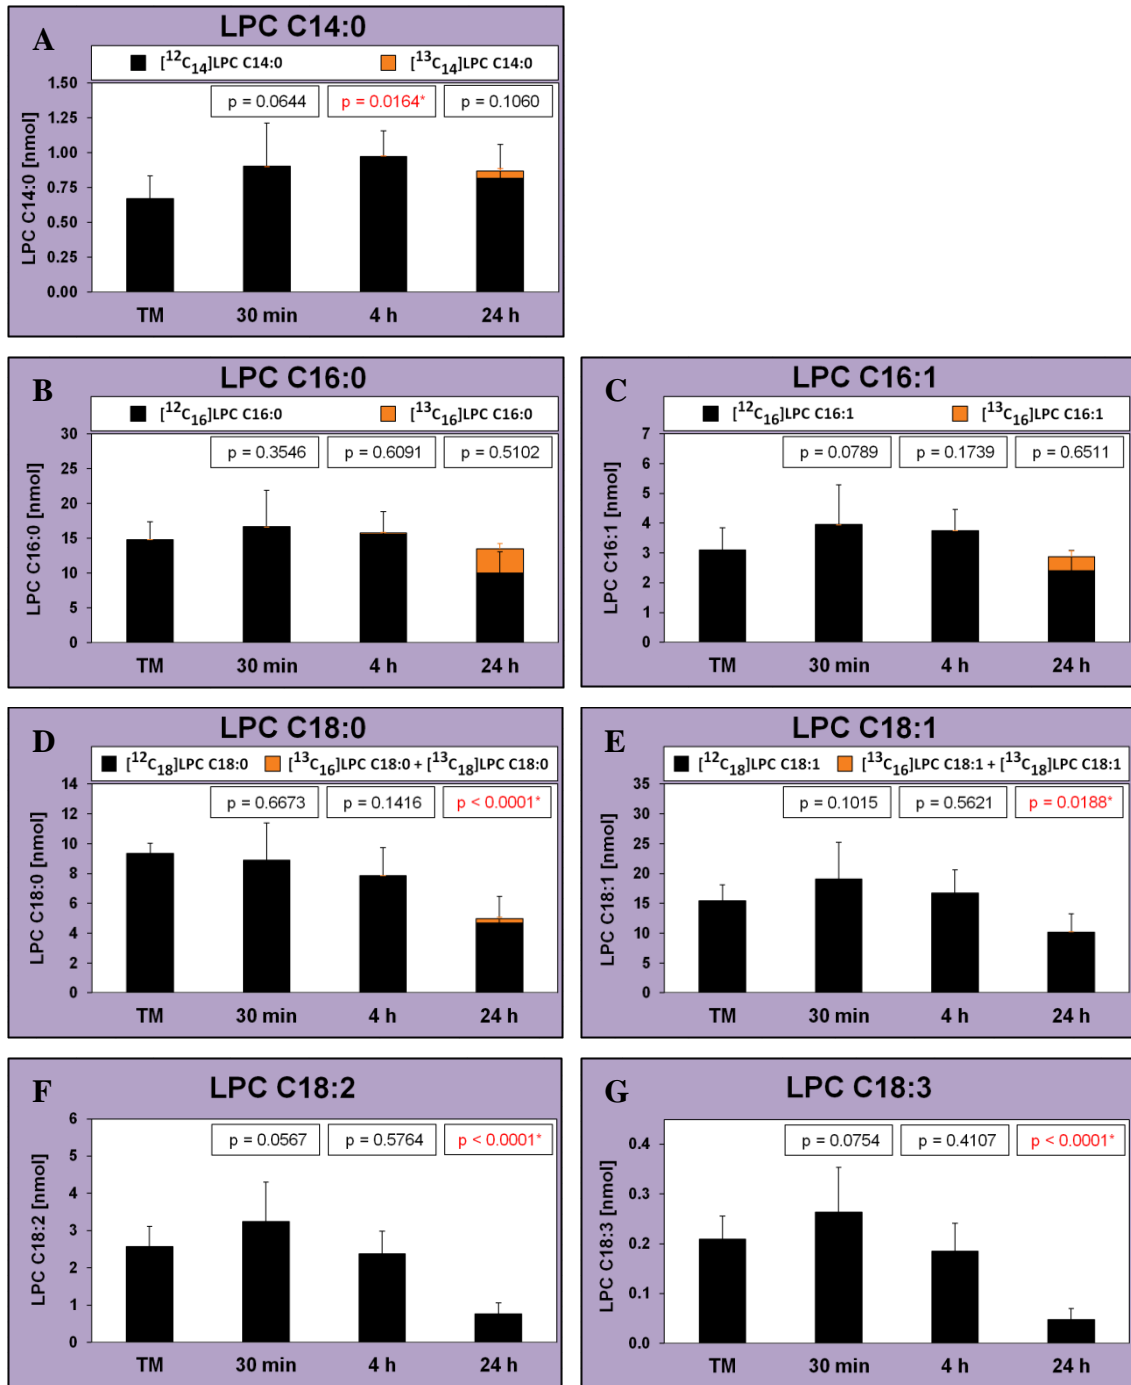 A
LPC C14:0
[¹²C₁₄]LPC C14:0 [¹³C₁₄]LPC C14:0
p = 0.0644 p = 0.0164* p = 0.1060
LPC C14:0 [nmol]
1.50
1.25
1.00
0.75
0.50
0.25
0.00
TM 30 min 4 h 24 h
B
LPC C16:0
[¹²C₁₆]LPC C16:0 [¹³C₁₆]LPC C16:0
p = 0.3546 p = 0.6091 p = 0.5102
LPC C16:0 [nmol]
30
25
20
15
10
5
0
TM 30 min 4 h 24 h
C
LPC C16:1
[¹²C₁₆]LPC C16:1 [¹³C₁₆]LPC C16:1
p = 0.0789 p = 0.1739 p = 0.6511
LPC C16:1 [nmol]
7
6
5
4
3
2
1
0
TM 30 min 4 h 24 h
D
LPC C18:0
[¹²C₁₈]LPC C18:0 [¹³C₁₆]LPC C18:0 + [¹³C₁₈]LPC C18:0
p = 0.6673 p = 0.1416 p < 0.0001*
LPC C18:0 [nmol]
14
12
10
8
6
4
2
0
TM 30 min 4 h 24 h
E
LPC C18:1
[¹²C₁₈]LPC C18:1 [¹³C₁₆]LPC C18:1 + [¹³C₁₈]LPC C18:1
p = 0.1015 p = 0.5621 p = 0.0188*
LPC C18:1 [nmol]
35
30
25
20
15
10
5
0
TM 30 min 4 h 24 h
F
LPC C18:2
p = 0.0567 p = 0.5764 p < 0.0001*
LPC C18:2 [nmol]
6
5
4
3
2
1
0
TM 30 min 4 h 24 h
G
LPC C18:3
p = 0.0754 p = 0.4107 p < 0.0001*
LPC C18:3 [nmol]
0.4
0.3
0.2
0.1
0.0
TM 30 min 4 h 24 h